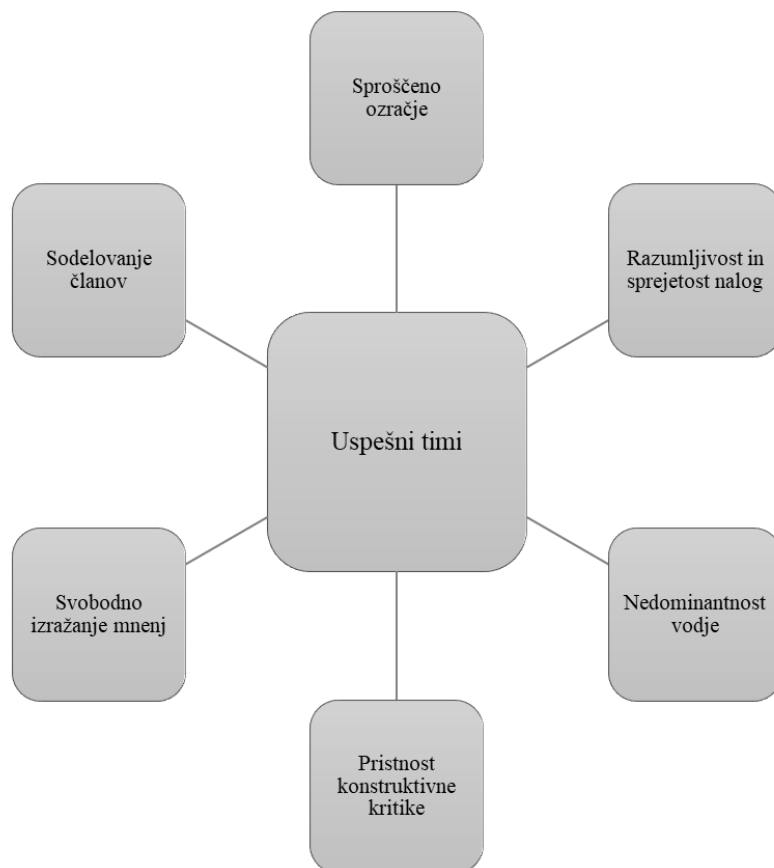 Sproščeno
ozračje
Sodelovanje
članov
Razumljivost in
sprejetost nalog
Uspešni timi
Svobodno
izražanje mnenj
Nedominantnost
vodje
Pristnost
konstruktivne
kritike